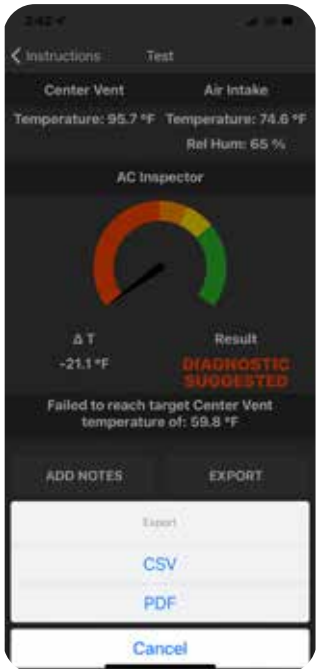 2:42
Instructions Test
Center Vent Air Intake
Temperature: 95.7 °F Temperature: 74.6 °F
Rel Hum: 65 %
AC Inspector
Δ T Result
-21.1 °F DIAGNOSTIC
SUGGESTED
Failed to reach target Center Vent
temperature of: 59.8 °F
ADD NOTES EXPORT
Export
CSV
PDF
Cancel